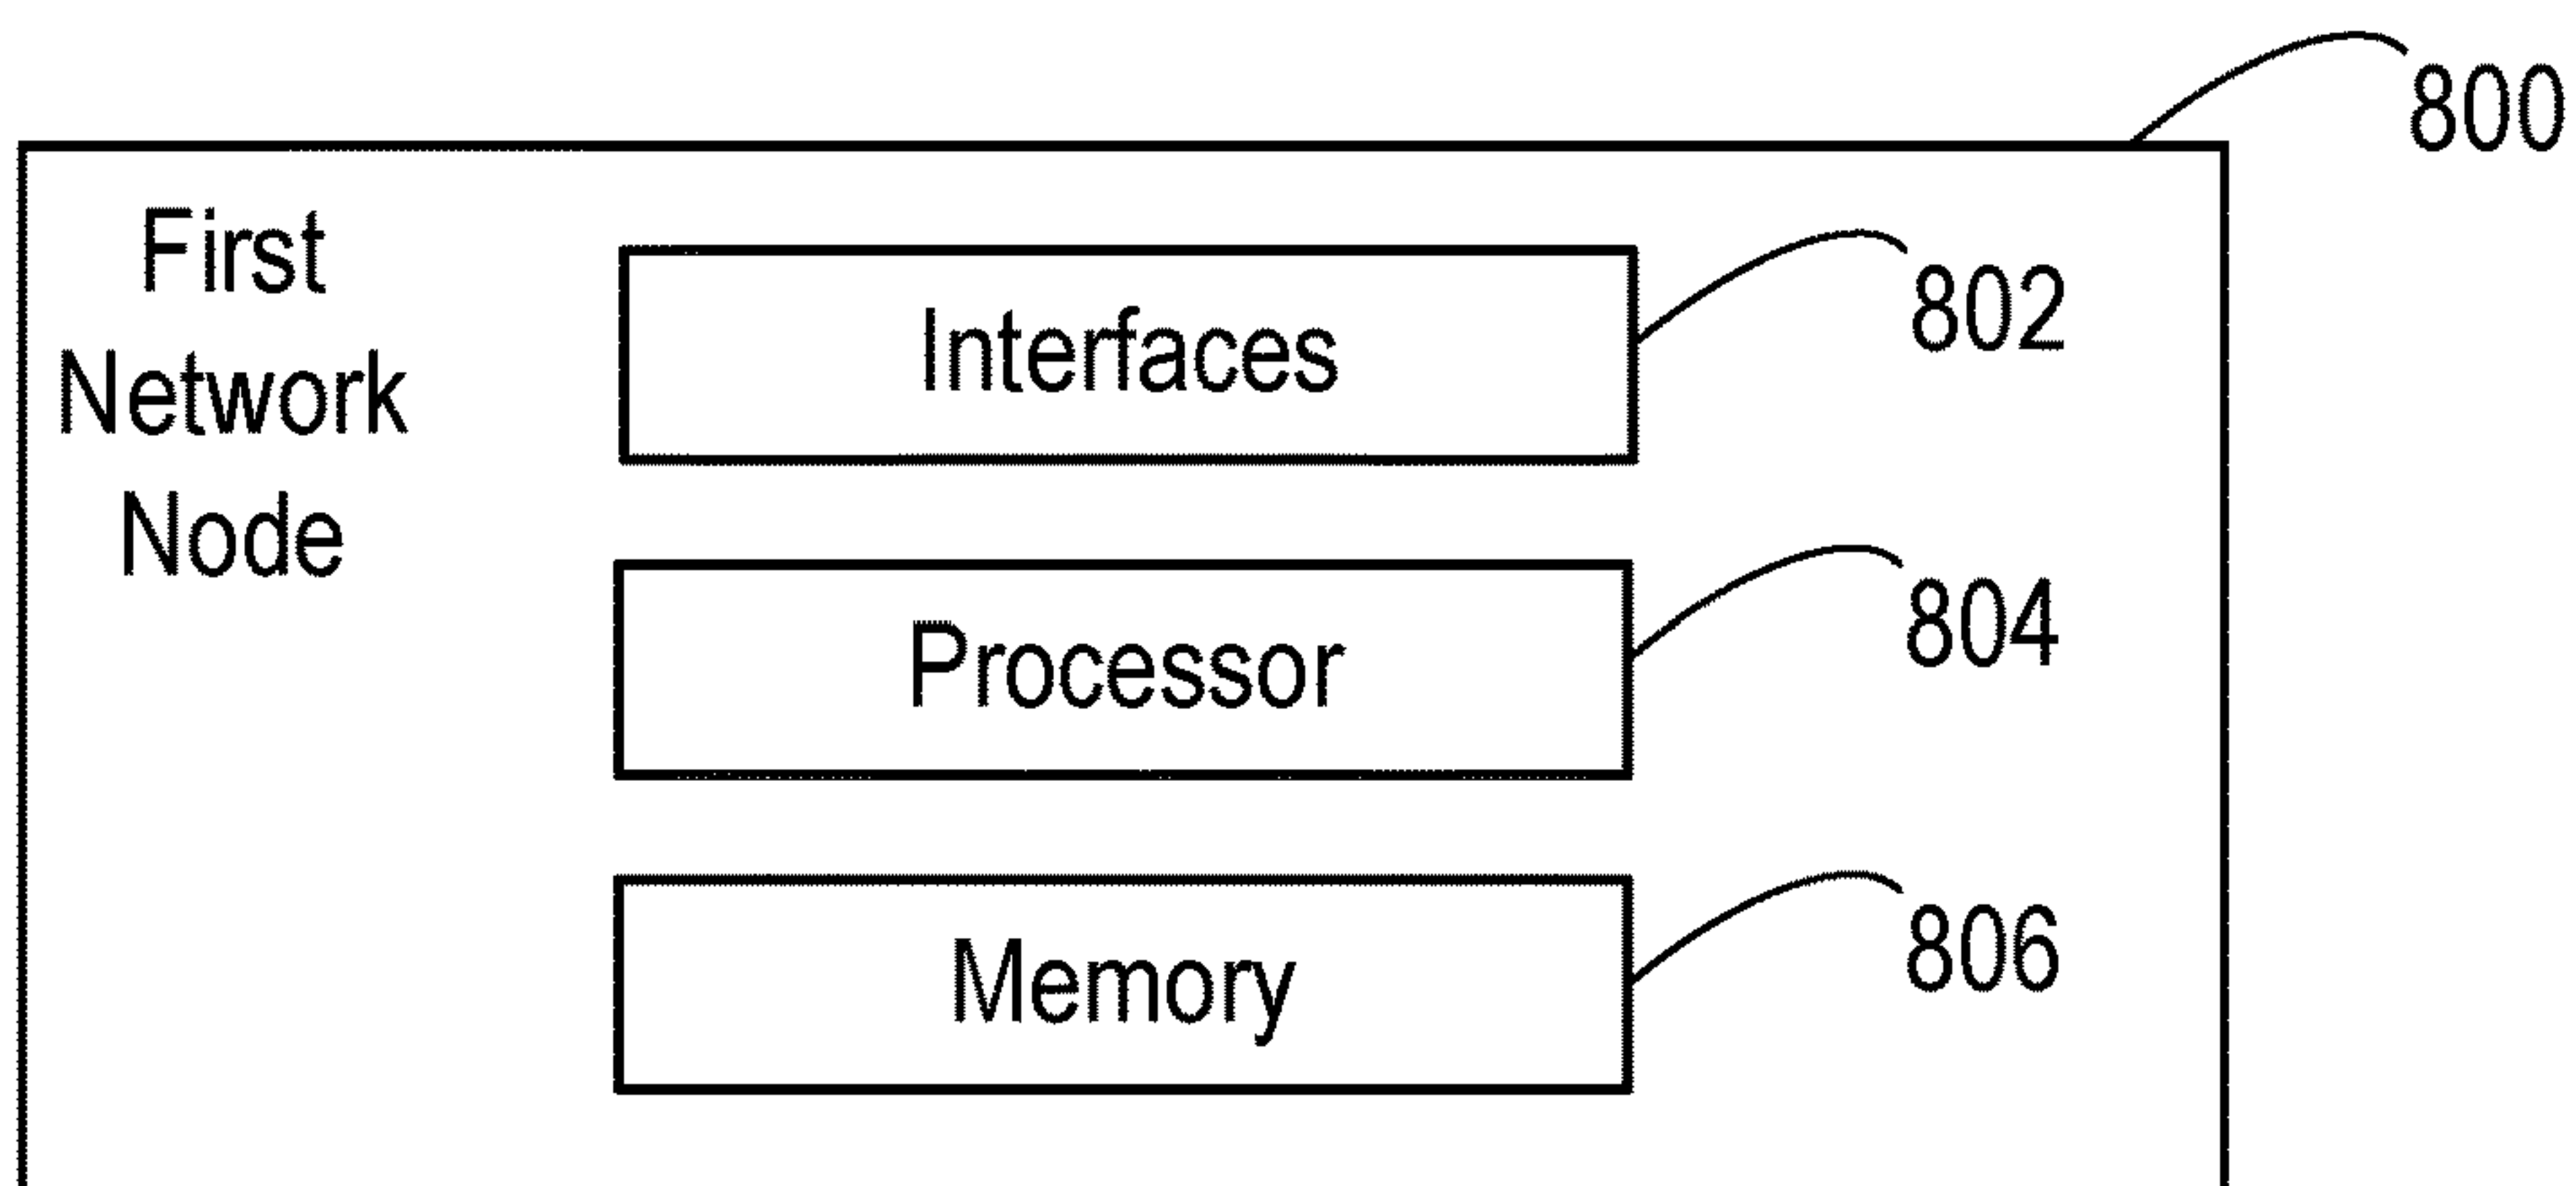 800
First
Network
Node
Interfaces
802
Processor
804
Memory
806